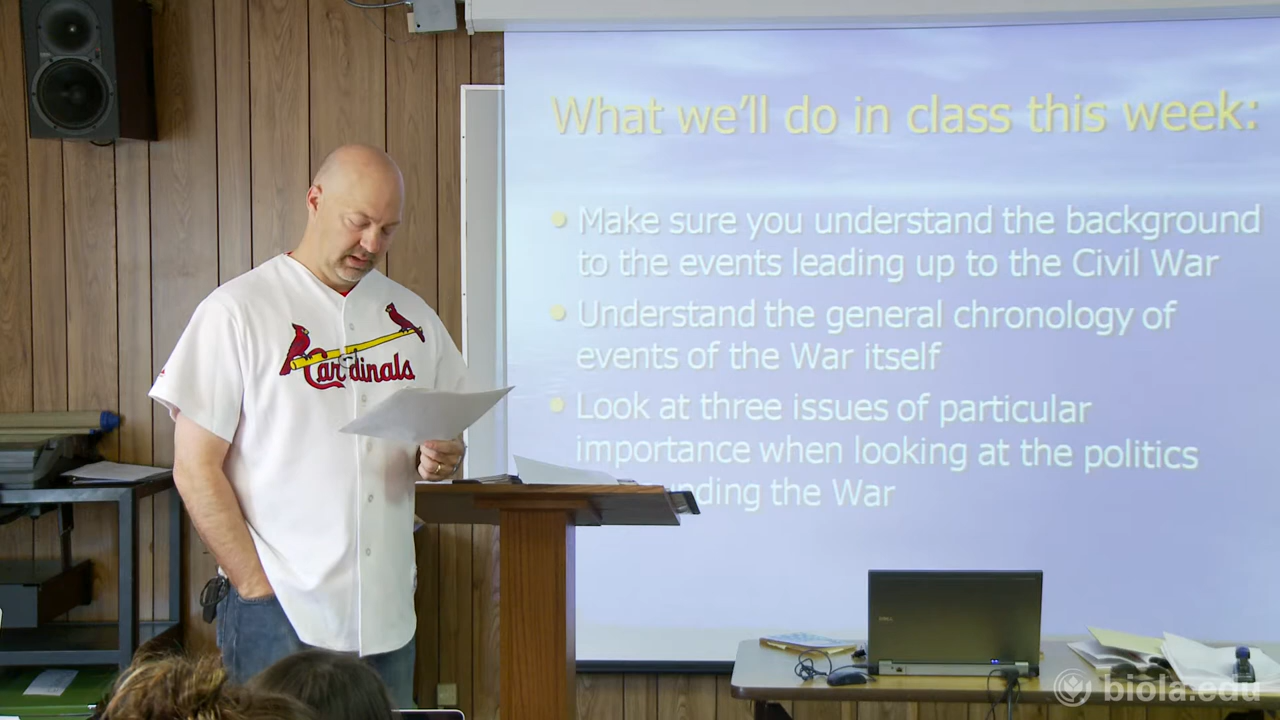 What we'll do in class this week:
• Make sure you understand the background
to the events leading up to the Civil War
• Understand the general chronology of
events of the War itself
• Look at three issues of particular
importance when looking at the politics
nding the War
Cardinals
DELL
biola.edu